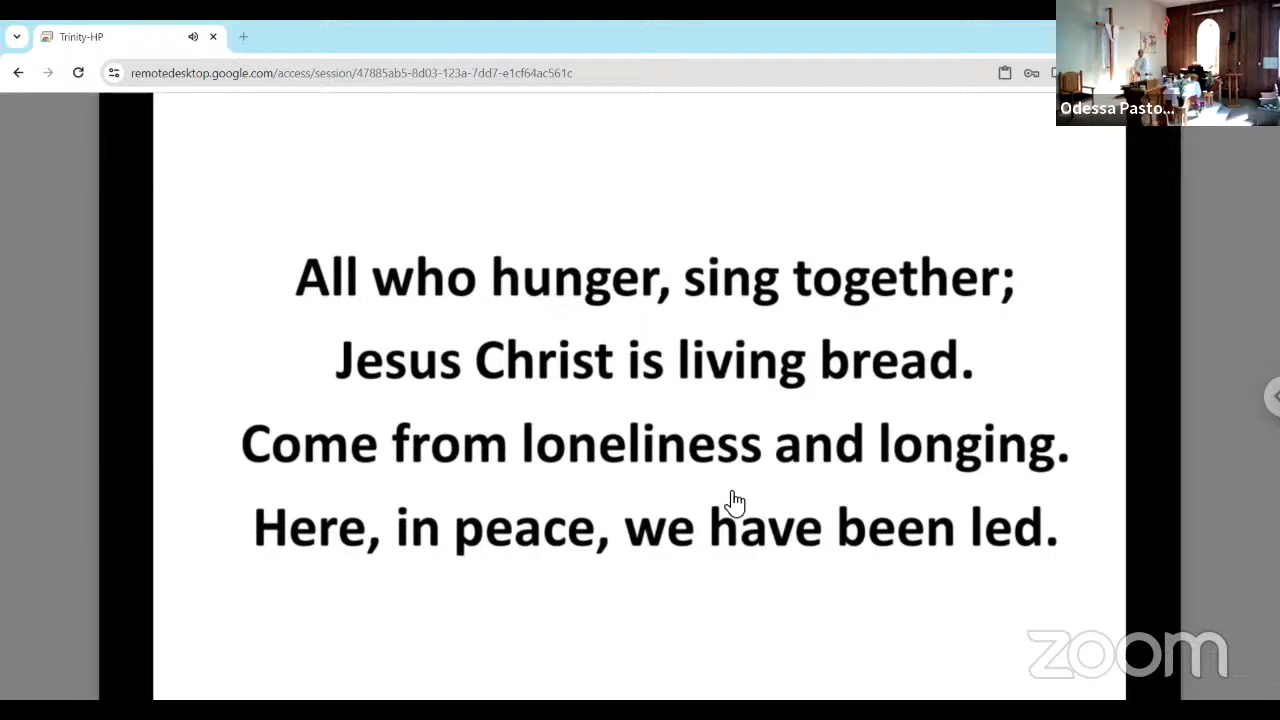 Trinity-HP
remotedesktop.google.com/access/session/47885ab5-8d03-123a-7dd7-e1cf64ac561c
Odessa Pasto...
All who hunger, sing together;
Jesus Christ is living bread.
Come from loneliness and longing.
Here, in peace, we have been led.
zoom